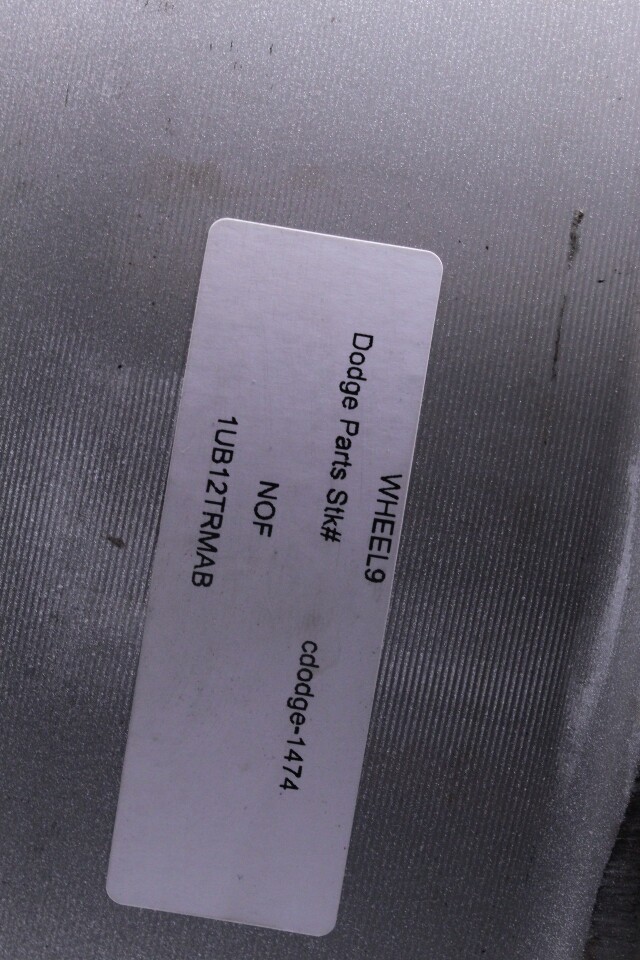 WHEEL9
Dodge Parts Stk# cdodge-1474
NOF
1UB12TRMAB